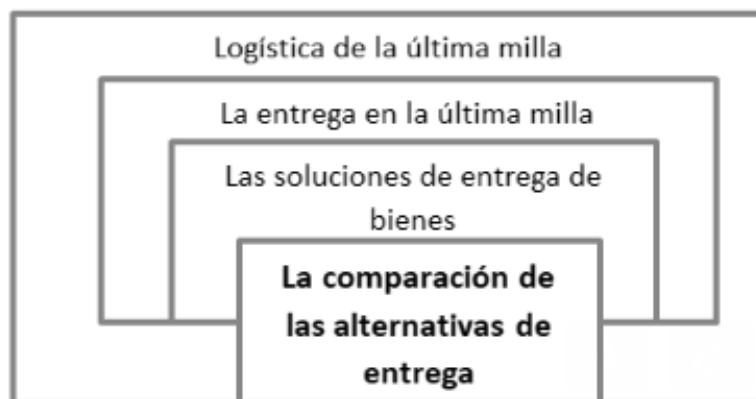 Logística de la última milla
La entrega en la última milla
Las soluciones de entrega de
bienes
La comparación de
las alternativas de
entrega